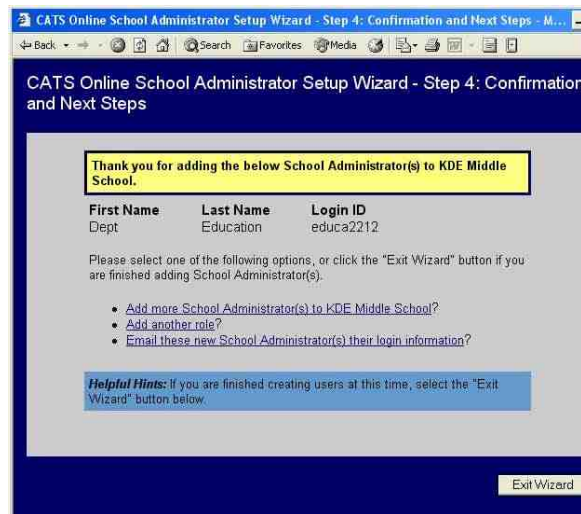 CATS Online School Administrator Setup Wizard - Step 4: Confirmation and Next Steps - M...
Back Search Favorites Media
CATS Online School Administrator Setup Wizard - Step 4: Confirmation
and Next Steps
Thank you for adding the below School Administrator(s) to KDE Middle
School.
First Name Last Name Login ID
Dept Education educa2212
Please select one of the following options, or click the "Exit Wizard" button if you
are finished adding School Administrator(s).
• Add more School Administrator(s) to KDE Middle School?
• Add another role?
• Email these new School Administrator(s) their login information?
Helpful Hints: If you are finished creating users at this time, select the "Exit
Wizard" button below.
Exit Wizard